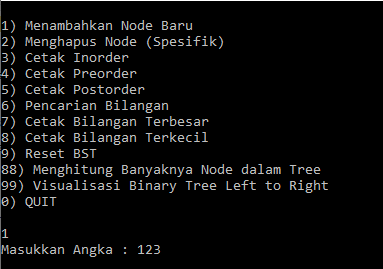 1) Menambahkan Node Baru
2) Menghapus Node (Spesifik)
3) Cetak Inorder
4) Cetak Preorder
5) Cetak Postorder
6) Pencarian Bilangan
7) Cetak Bilangan Terbesar
8) Cetak Bilangan Terkecil
9) Reset BST
88) Menghitung Banyaknya Node dalam Tree
99) Visualisasi Binary Tree Left to Right
0) QUIT
1
Masukkan Angka : 123